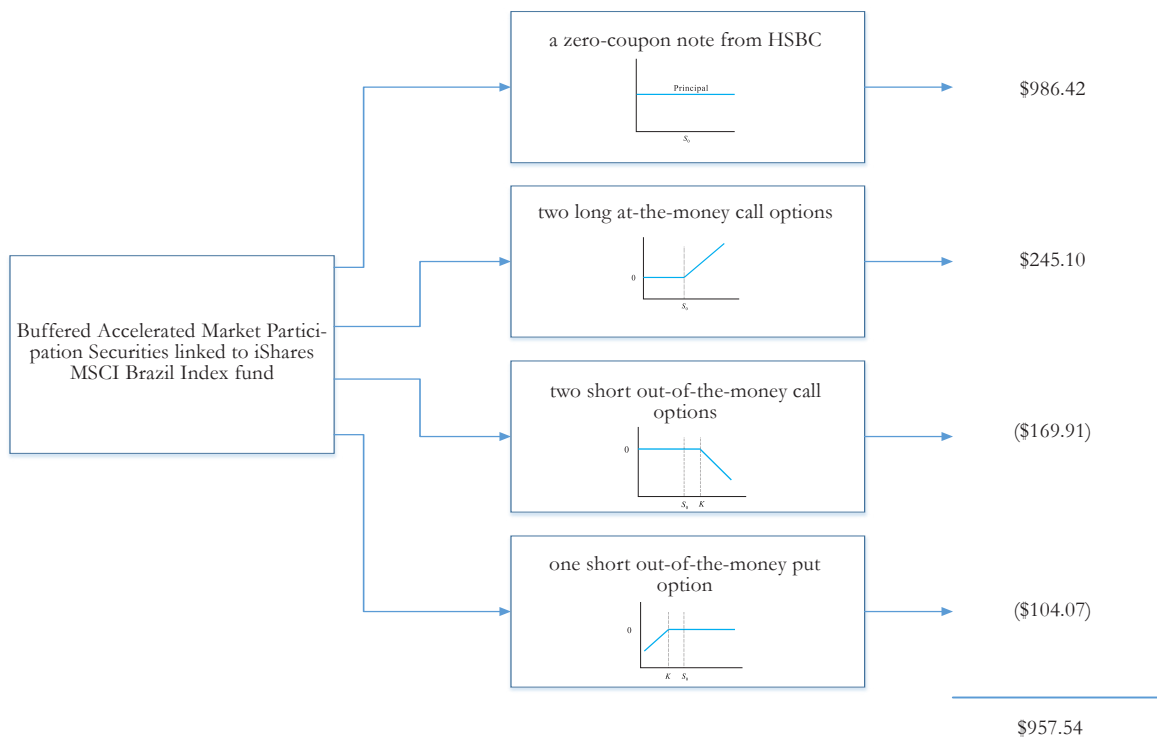 a zero-coupon note from HSBC
Principal
S0
$986.42
two long at-the-money call options
0
S0
$245.10
Buffered Accelerated Market Partici-
pation Securities linked to iShares
MSCI Brazil Index fund
two short out-of-the-money call
options
0
S0 K
($169.91)
one short out-of-the-money put
option
0
K S0
($104.07)
$957.54